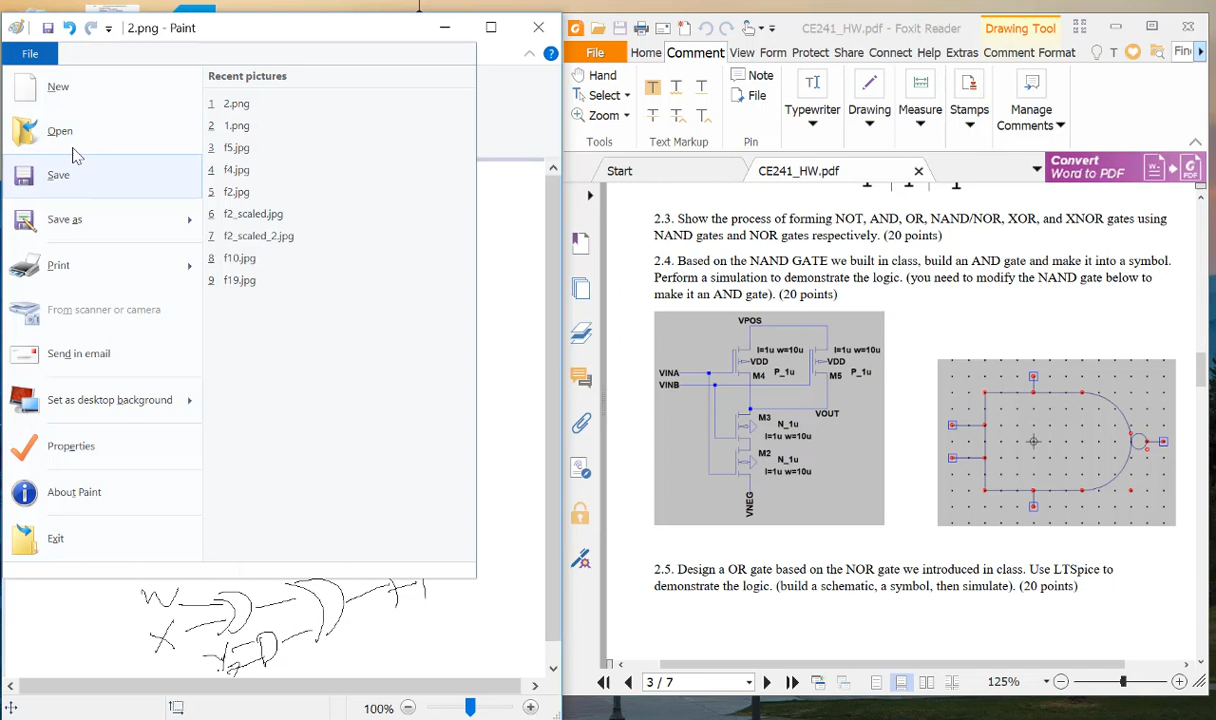 2.png - Paint
File
New
Open
Save
Save as
Print
From scanner or camera
Send in email
Set as desktop background
Properties
About Paint
Exit
Recent pictures
1 2.png
2 1.png
3 f5.jpg
4 f4.jpg
5 f2.jpg
6 f2_scaled.jpg
7 f2_scaled_2.jpg
8 f10.jpg
9 f19.jpg
W
X
100%
CE241_HW.pdf - Foxit Reader
Drawing Tool
File Home Comment View Form Protect Share Connect Help Extras Comment Format
Fin
Hand
Select
Zoom
Tools
T T T
T T T
Text Markup
Note
File
Pin
Typewriter
Drawing
Measure
Stamps
Manage
Comments
Start
CE241_HW.pdf
Convert
Word to PDF
2.3. Show the process of forming NOT, AND, OR, NAND/NOR, XOR, and XNOR gates using
NAND gates and NOR gates respectively. (20 points)
2.4. Based on the NAND GATE we built in class, build an AND gate and make it into a symbol.
Perform a simulation to demonstrate the logic. (you need to modify the NAND gate below to
make it an AND gate). (20 points)
VPOS
l=1u w=10u
VDD
M4 P_1u
l=1u w=10u
VDD
M5 P_1u
VINA
VINB
VOUT
M3
N_1u
l=1u w=10u
M2
N_1u
l=1u w=10u
VNEG
2.5. Design a OR gate based on the NOR gate we introduced in class. Use LTSpice to
demonstrate the logic. (build a schematic, a symbol, then simulate). (20 points)
3 / 7
125%